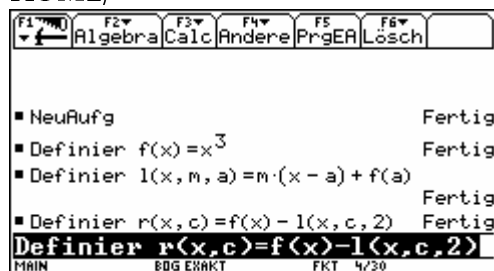 F1 F2 Algebra F3 Calc F4 Andere F5 PrgEA F6 Lösch
▪NeuAufg Fertig
▪Definier f(x)=x³ Fertig
▪Definier l(x,m,a)=m·(x-a)+f(a)
Fertig
▪Definier r(x,c)=f(x)-l(x,c,2) Fertig
Definier r(x,c)=f(x)-l(x,c,2)
MAIN BOG EXAKT FKT 4/30